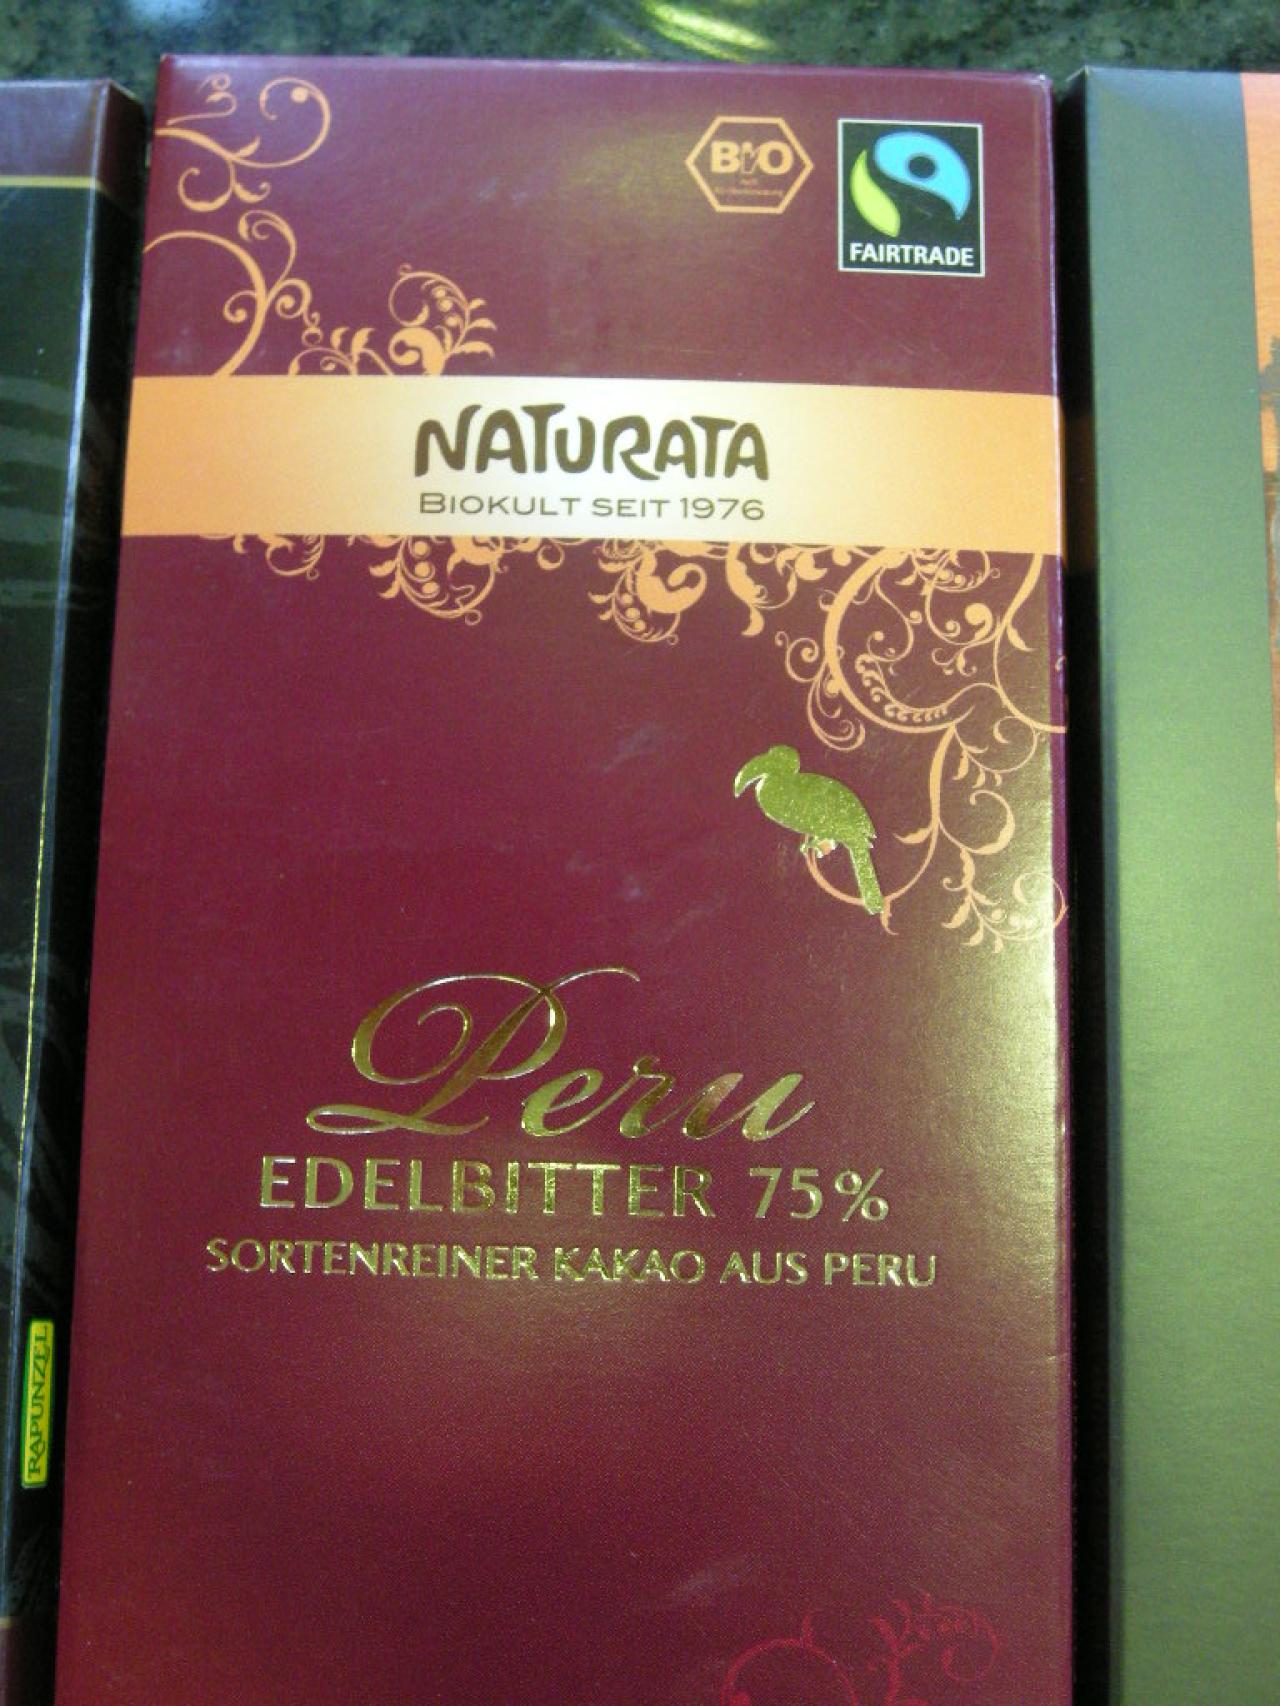 BIO
FAIRTRADE
NATURATA
BIOKULT SEIT 1976
Peru
EDELBITTER 75%
SORTENREINER KAKAO AUS PERU
RAPUNZEL